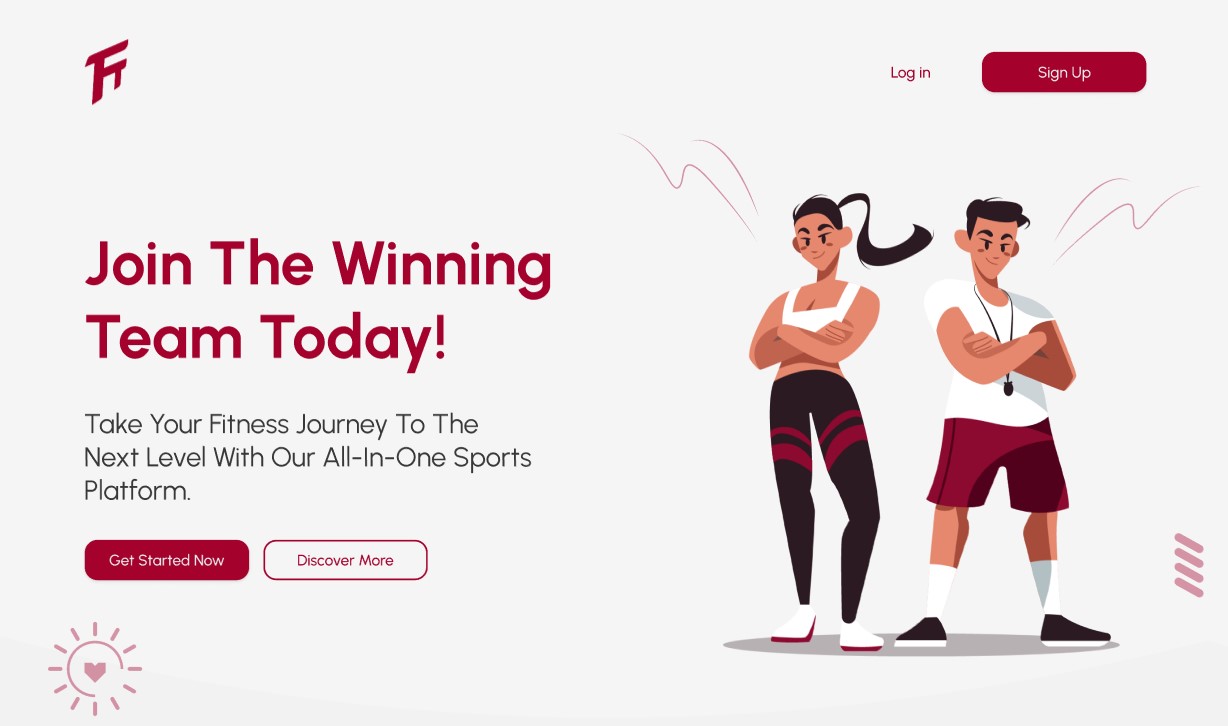 Log in
Sign Up
Join The Winning
Team Today!
Take Your Fitness Journey To The
Next Level With Our All-In-One Sports
Platform.
Get Started Now
Discover More